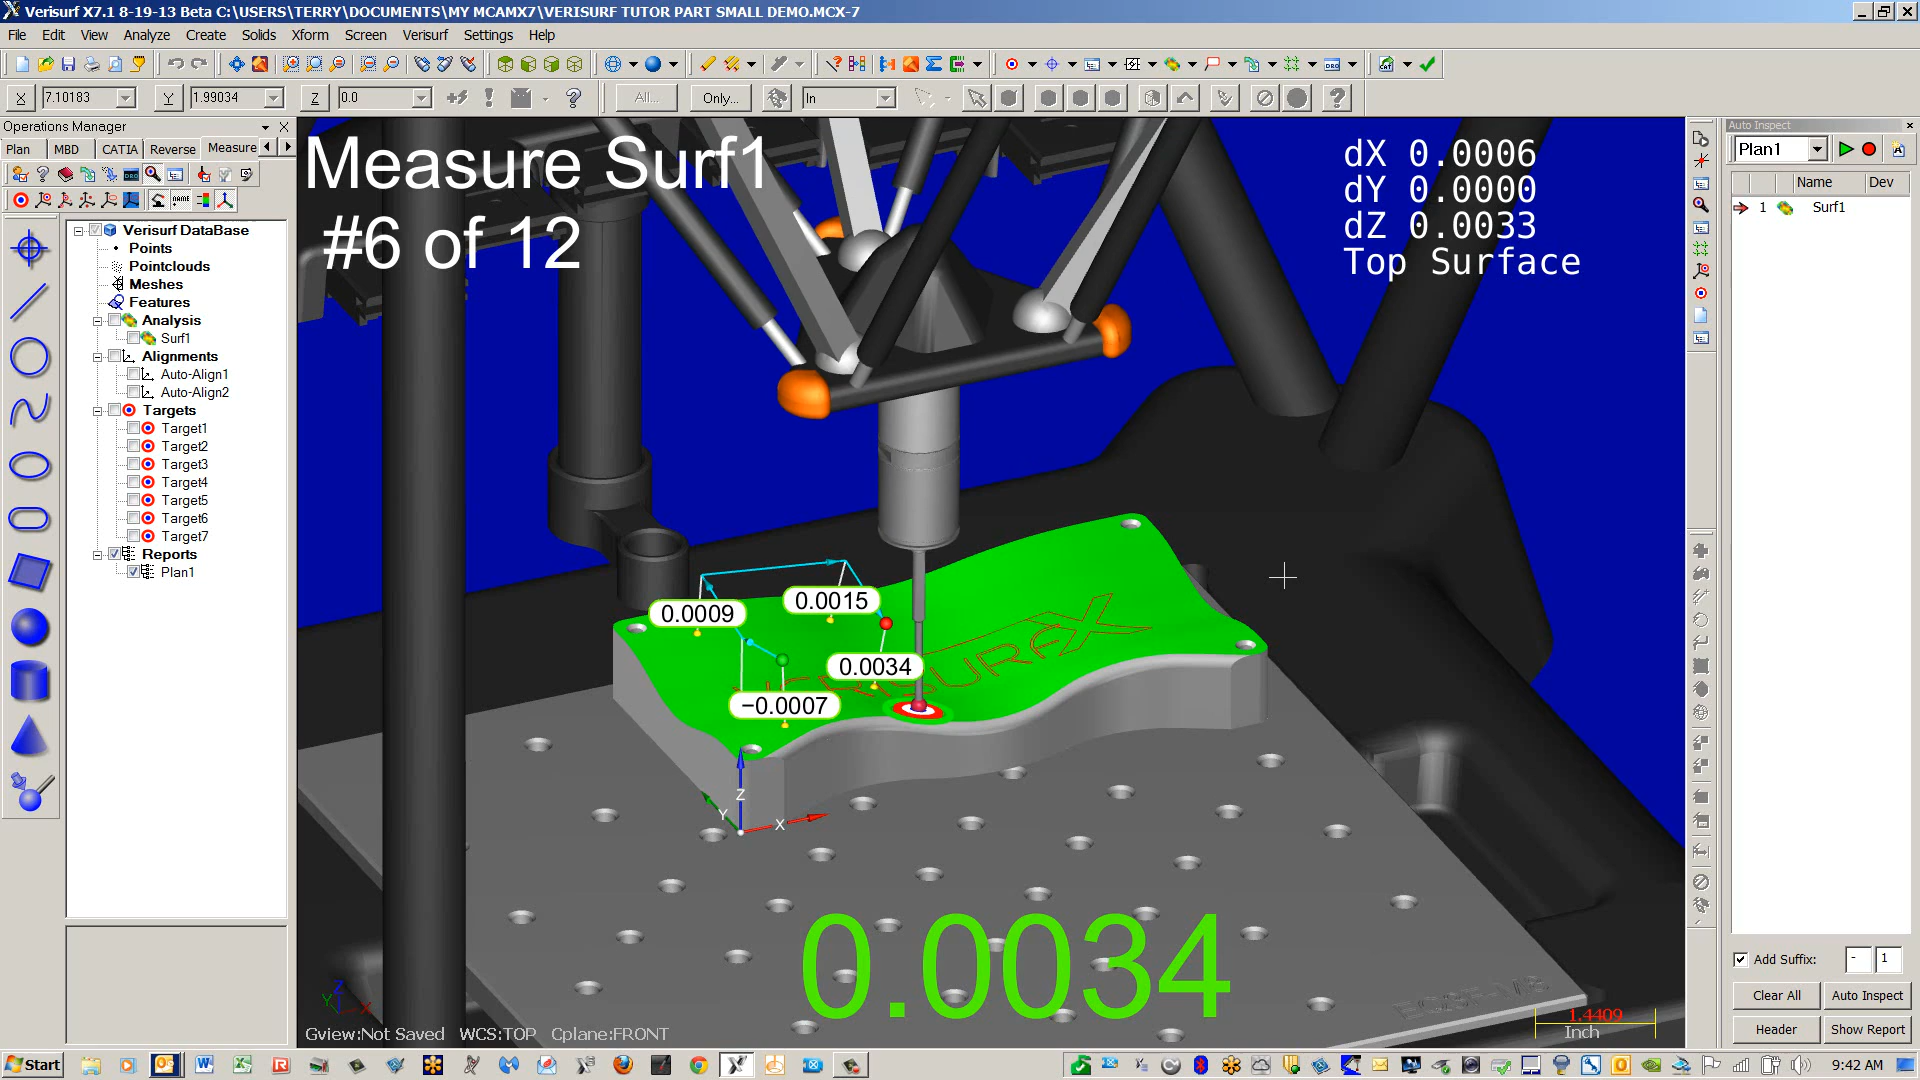 Verisurf X7.1 8-19-13 Beta C:\USERS\TERRY\DOCUMENTS\MY MCAMX7\VERISURF TUTOR PART SMALL DEMO.MCX-7
File Edit View Analyze Create Solids Xform Screen Verisurf Settings Help
X 7.10183 Y 1.99034 Z 0.0 All... Only... In
Operations Manager
Plan MBD CATIA Reverse Measure
Verisurf DataBase
Points
Pointclouds
Meshes
Features
Analysis
Surf1
Alignments
Auto-Align1
Auto-Align2
Targets
Target1
Target2
Target3
Target4
Target5
Target6
Target7
Reports
Plan1
Measure Surf1
#6 of 12
dX 0.0006
dY 0.0000
dZ 0.0033
Top Surface
0.0009
0.0015
0.0034
−0.0007
VERISURF X
Z
Y
X
0.0034
Z
Y X
Gview:Not Saved WCS:TOP Cplane:FRONT
1.4409
Inch
Auto Inspect
Plan1
Name Dev
1 Surf1
Add Suffix: - 1
Clear All Auto Inspect
Header Show Report
Start
9:42 AM